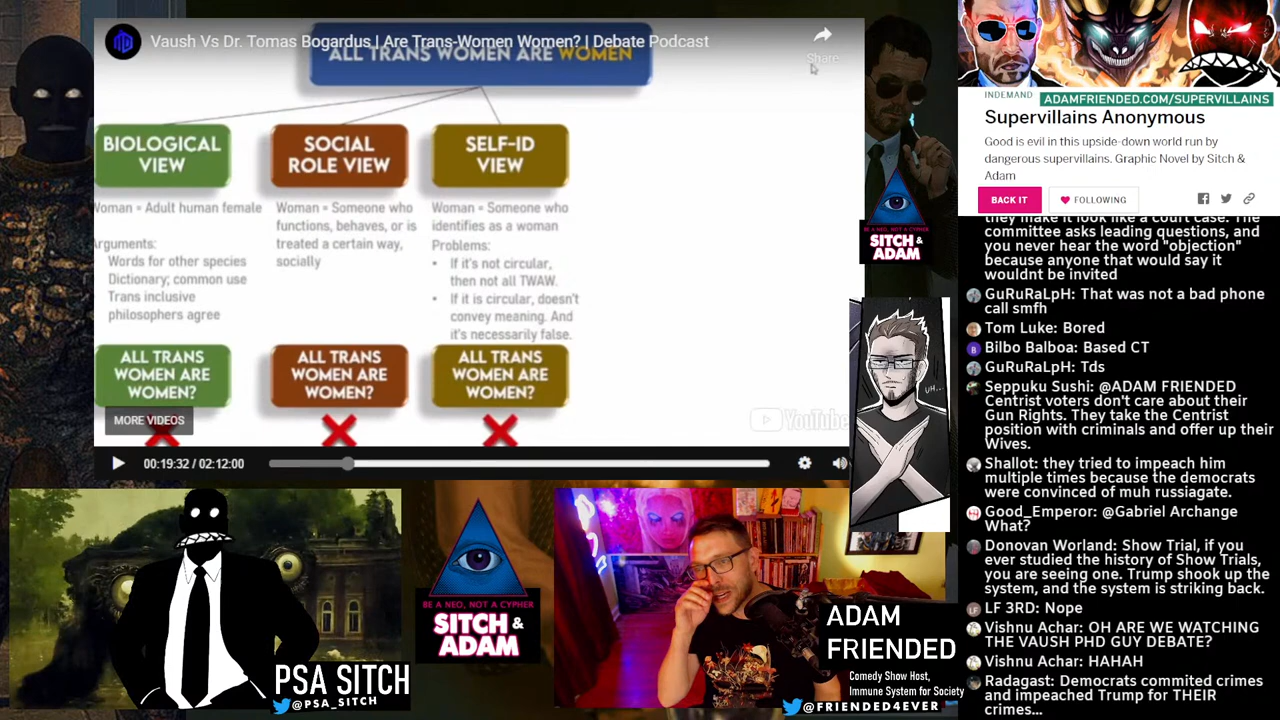 Vaush Vs Dr. Tomas Bogardus | Are Trans-Women Women? | Debate Podcast
Share
ALL TRANS WOMEN ARE WOMEN
BIOLOGICAL
VIEW
Woman = Adult human female
Arguments:
Words for other species
Dictionary; common use
Trans inclusive
philosophers agree
ALL TRANS
WOMEN ARE
WOMEN?
SOCIAL
ROLE VIEW
Woman = Someone who
functions, behaves, or is
treated a certain way,
socially
ALL TRANS
WOMEN ARE
WOMEN?
SELF-ID
VIEW
Woman = Someone who
identifies as a woman
Problems:
• If it's not circular,
then not all TWAW.
• If it is circular, doesn't
convey meaning. And
it's necessarily false.
ALL TRANS
WOMEN ARE
WOMEN?
MORE VIDEOS
YouTube
00:19:32 / 02:12:00
BE A NEO, NOT A CYPHER
SITCH &
ADAM
UH...
PSA SITCH
@PSA_SITCH
BE A NEO, NOT A CYPHER
SITCH &
ADAM
ADAM
FRIENDED
Comedy Show Host,
Immune System for Society
@FRIENDED4EVER
INDEMAND
ADAMFRIENDED.COM/SUPERVILLAINS
Supervillains Anonymous
Good is evil in this upside-down world run by
dangerous supervillains. Graphic Novel by Sitch &
Adam
BACK IT
FOLLOWING
they make it look like a court case. The
committee asks leading questions, and
you never hear the word "objection"
because anyone that would say it
wouldnt be invited
GuRuRaLpH: That was not a bad phone
call smfh
Tom Luke: Bored
Bilbo Balboa: Based CT
GuRuRaLpH: Tds
Seppuku Sushi: @ADAM FRIENDED
Centrist voters don't care about their
Gun Rights. They take the Centrist
position with criminals and offer up their
Wives.
Shallot: they tried to impeach him
multiple times because the democrats
were convinced of muh russiagate.
Good_Emperor: @Gabriel Archange
What?
Donovan Worland: Show Trial, if you
ever studied the history of Show Trials,
you are seeing one. Trump shook up the
system, and the system is striking back.
LF 3RD: Nope
Vishnu Achar: OH ARE WE WATCHING
THE VAUSH PHD GUY DEBATE?
Vishnu Achar: HAHAH
Radagast: Democrats commited crimes
and impeached Trump for THEIR
crimes...